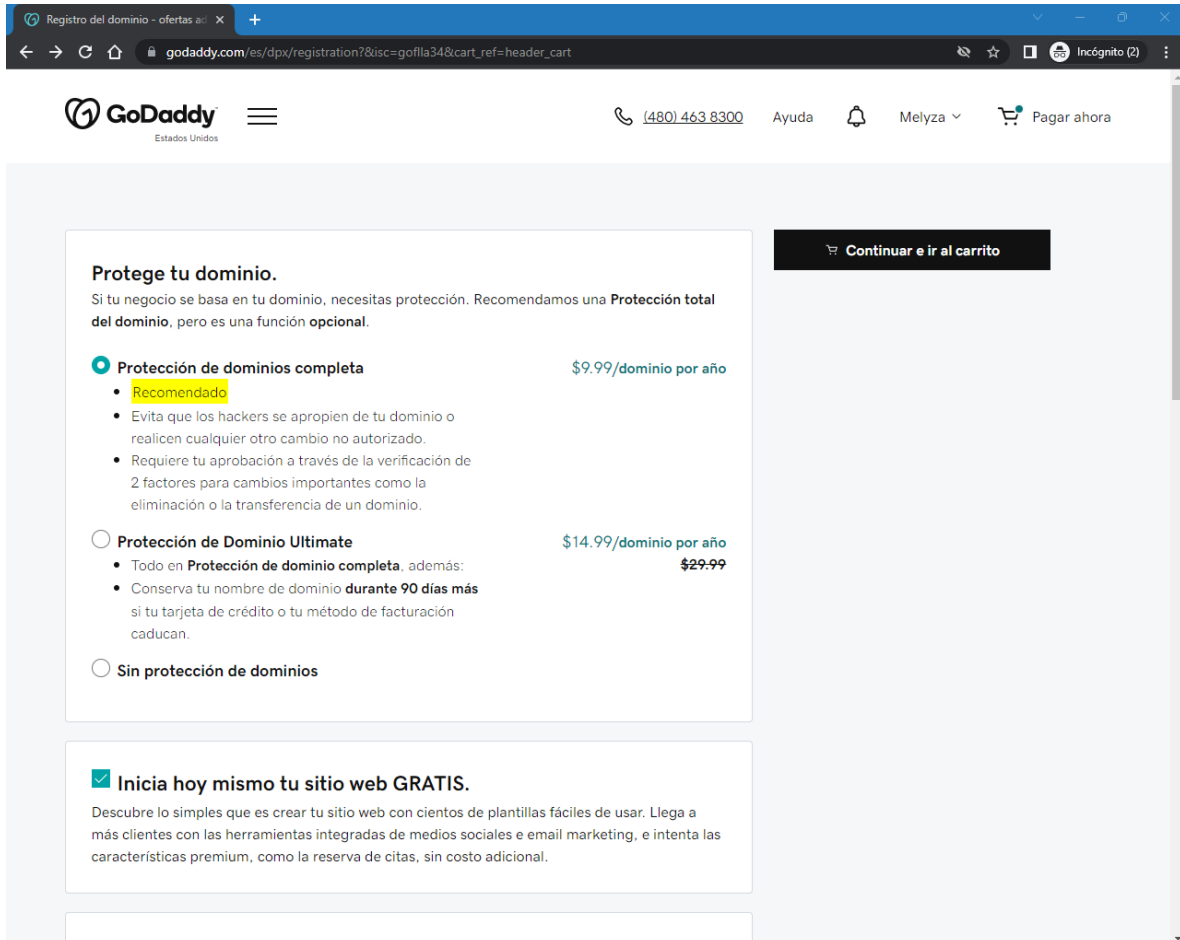 Registro del dominio - ofertas ad
godaddy.com/es/dpx/registration?&isc=goflla34&cart_ref=header_cart
Incógnito (2)
GoDaddy
Estados Unidos
(480) 463 8300
Ayuda
Melyza
Pagar ahora
Continuar e ir al carrito
Protege tu dominio.
Si tu negocio se basa en tu dominio, necesitas protección. Recomendamos una Protección total
del dominio, pero es una función opcional.
Protección de dominios completa $9.99/dominio por año
• Recomendado
• Evita que los hackers se apropien de tu dominio o
realicen cualquier otro cambio no autorizado.
• Requiere tu aprobación a través de la verificación de
2 factores para cambios importantes como la
eliminación o la transferencia de un dominio.
Protección de Dominio Ultimate $14.99/dominio por año
• Todo en Protección de dominio completa, además: $29.99
• Conserva tu nombre de dominio durante 90 días más
si tu tarjeta de crédito o tu método de facturación
caducan.
Sin protección de dominios
Inicia hoy mismo tu sitio web GRATIS.
Descubre lo simples que es crear tu sitio web con cientos de plantillas fáciles de usar. Llega a
más clientes con las herramientas integradas de medios sociales e email marketing, e intenta las
características premium, como la reserva de citas, sin costo adicional.